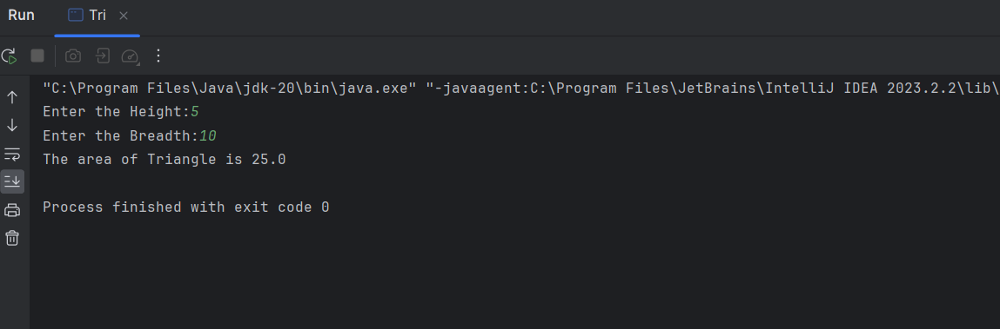 Run Tri
"C:\Program Files\Java\jdk-20\bin\java.exe" "-javaagent:C:\Program Files\JetBrains\IntelliJ IDEA 2023.2.2\lib\
Enter the Height:5
Enter the Breadth:10
The area of Triangle is 25.0
Process finished with exit code 0